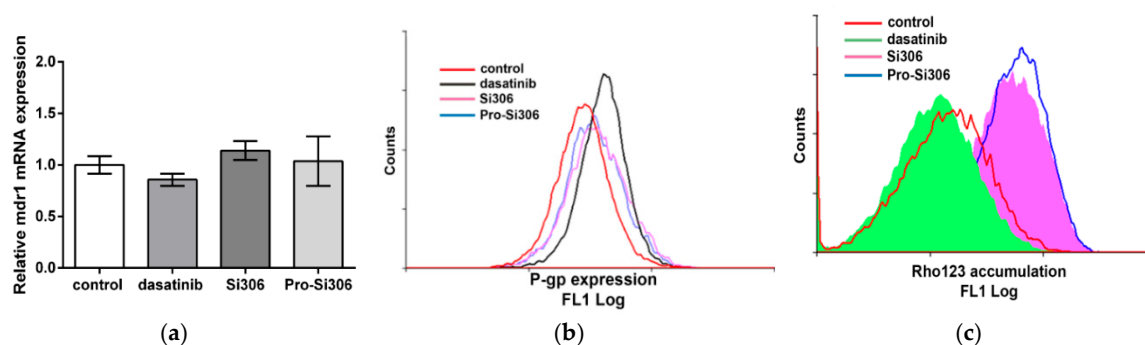 Relative mdr1 mRNA expression
2.0
1.5
1.0
0.5
0.0
control
dasatinib
Si306
Pro-Si306
(a)
Counts
control
dasatinib
Si306
Pro-Si306
P-gp expression
FL1 Log
(b)
Counts
control
dasatinib
Si306
Pro-Si306
Rho123 accumulation
FL1 Log
(c)